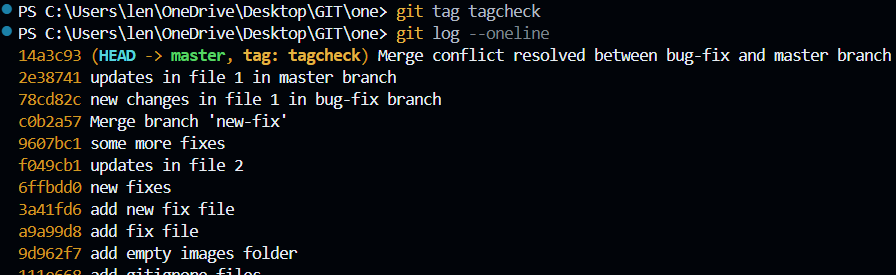 PS C:\Users\len\OneDrive\Desktop\GIT\one> git tag tagcheck
PS C:\Users\len\OneDrive\Desktop\GIT\one> git log --oneline
14a3c93 (HEAD -> master, tag: tagcheck) Merge conflict resolved between bug-fix and master branch
2e38741 updates in file 1 in master branch
78cd82c new changes in file 1 in bug-fix branch
c0b2a57 Merge branch 'new-fix'
9607bc1 some more fixes
f049cb1 updates in file 2
6ffbdd0 new fixes
3a41fd6 add new fix file
a9a99d8 add fix file
9d962f7 add empty images folder
add gitignore files